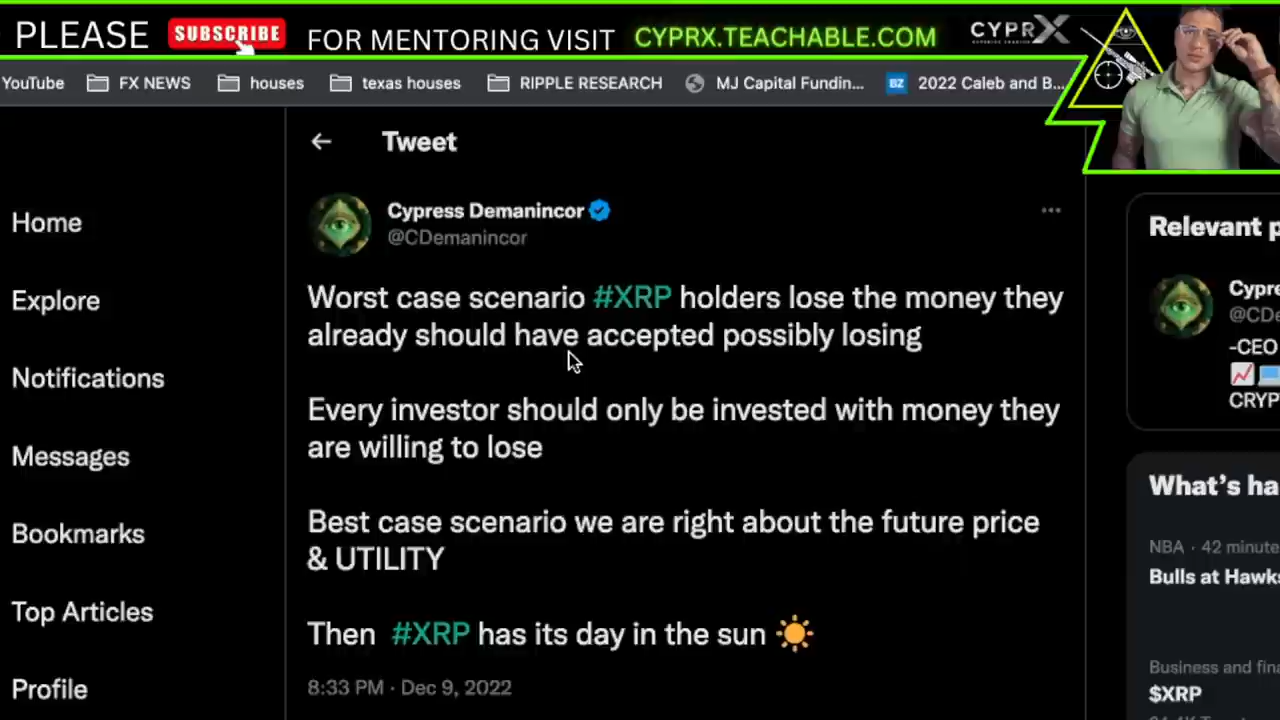 PLEASE SUBSCRIBE FOR MENTORING VISIT CYPRX.TEACHABLE.COM CYPRX
YouTube FX NEWS houses texas houses RIPPLE RESEARCH MJ Capital Fundin... BZ 2022 Caleb and B...
Tweet
Cypress Demanincor
@CDemanincor
Worst case scenario #XRP holders lose the money they
already should have accepted possibly losing
Every investor should only be invested with money they
are willing to lose
Best case scenario we are right about the future price
& UTILITY
Then #XRP has its day in the sun
8:33 PM · Dec 9, 2022
Home
Explore
Notifications
Messages
Bookmarks
Top Articles
Profile
Relevant p
Cypre
@CDe
-CEO
CRYP
What's ha
NBA · 42 minute
Bulls at Hawks
Business and fina
$XRP